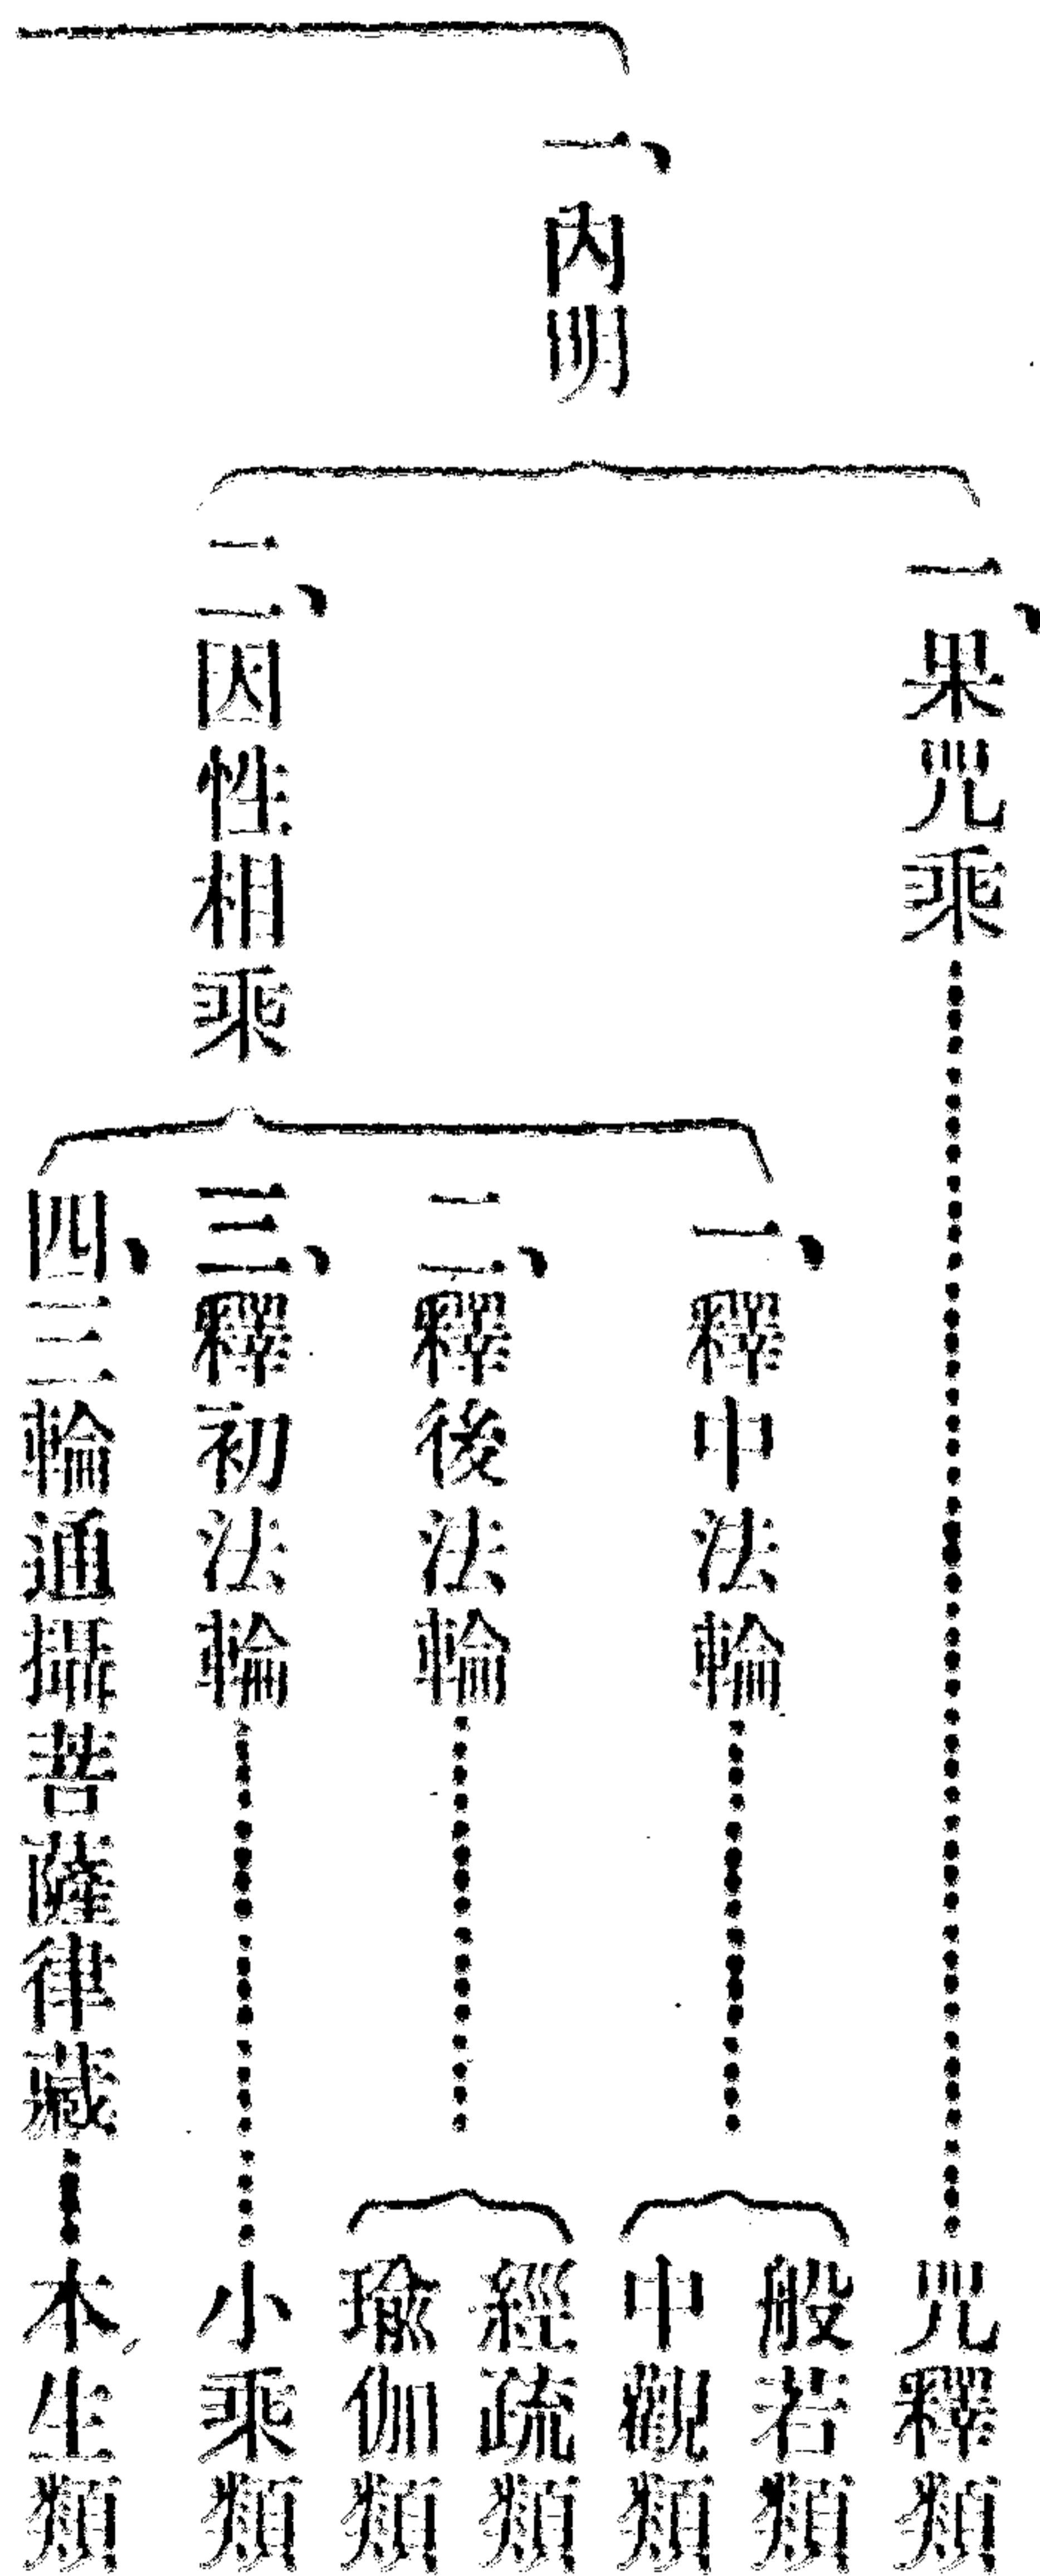 一、內明
一、果咒乘
咒釋類
二、因性相乘
一、釋中法輪
般若類
中觀類
二、釋後法輪
經疏類
瑜伽類
三、釋初法輪
小乘類
四、三輪通攝菩薩律藏
本生類